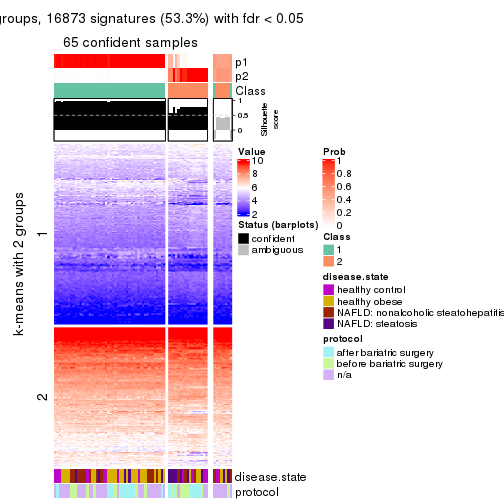 groups, 16873 signatures (53.3%) with fdr < 0.05
65 confident samples
p1
p2
Class
1
0.5
0
Silhouette
score
k-means with 2 groups
1
2
Value
10
8
6
4
2
Status (barplots)
confident
ambiguous
Prob
1
0.8
0.6
0.4
0.2
0
Class
1
2
disease.state
healthy control
healthy obese
NAFLD: nonalcoholic steatohepatitis
NAFLD: steatosis
protocol
after bariatric surgery
before bariatric surgery
n/a
disease.state
protocol